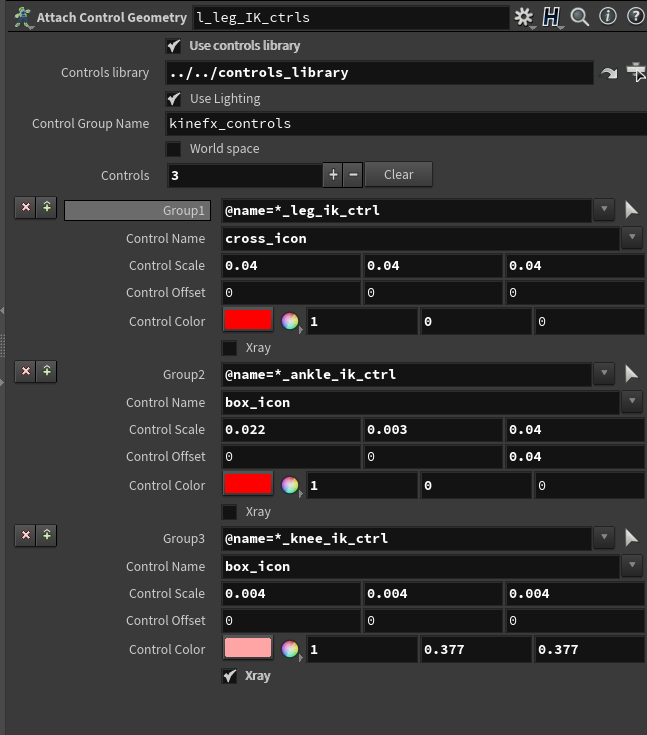 Attach Control Geometry l_leg_IK_ctrls
Use controls library
Controls library ../../controls_library
Use Lighting
Control Group Name kinefx_controls
World space
Controls 3 + − Clear
Group1 @name=*_leg_ik_ctrl
Control Name cross_icon
Control Scale 0.04 0.04 0.04
Control Offset 0 0 0
Control Color 1 0 0
Xray
Group2 @name=*_ankle_ik_ctrl
Control Name box_icon
Control Scale 0.022 0.003 0.04
Control Offset 0 0 0.04
Control Color 1 0 0
Xray
Group3 @name=*_knee_ik_ctrl
Control Name box_icon
Control Scale 0.004 0.004 0.004
Control Offset 0 0 0
Control Color 1 0.377 0.377
Xray